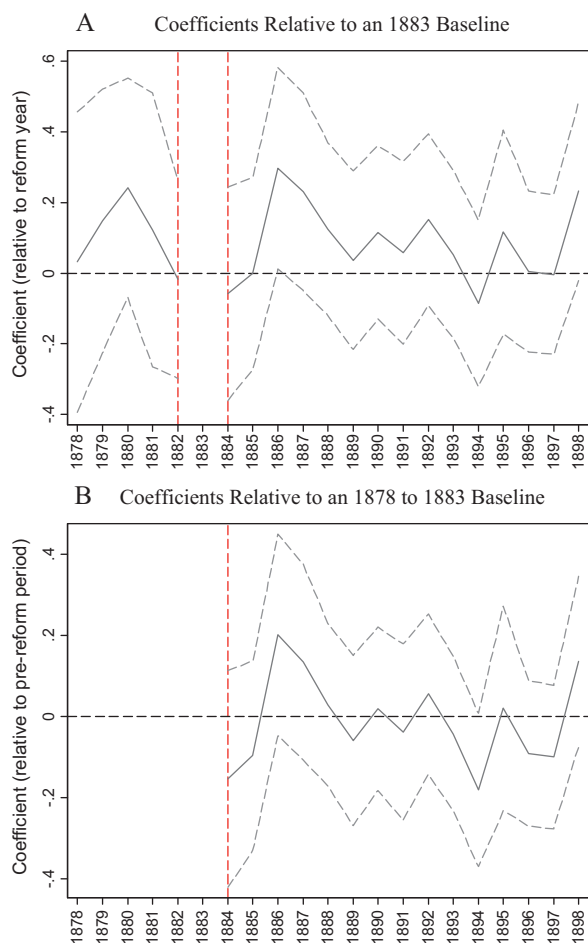 A Coefficients Relative to an 1883 Baseline
Coefficient (relative to reform year)
.6
.4
.2
0
-.2
-.4
1878 1879 1880 1881 1882 1883 1884 1885 1886 1887 1888 1889 1890 1891 1892 1893 1894 1895 1896 1897 1898
B Coefficients Relative to an 1878 to 1883 Baseline
Coefficient (relative to pre-reform period)
.4
.2
0
-.2
-.4
1878 1879 1880 1881 1882 1883 1884 1885 1886 1887 1888 1889 1890 1891 1892 1893 1894 1895 1896 1897 1898